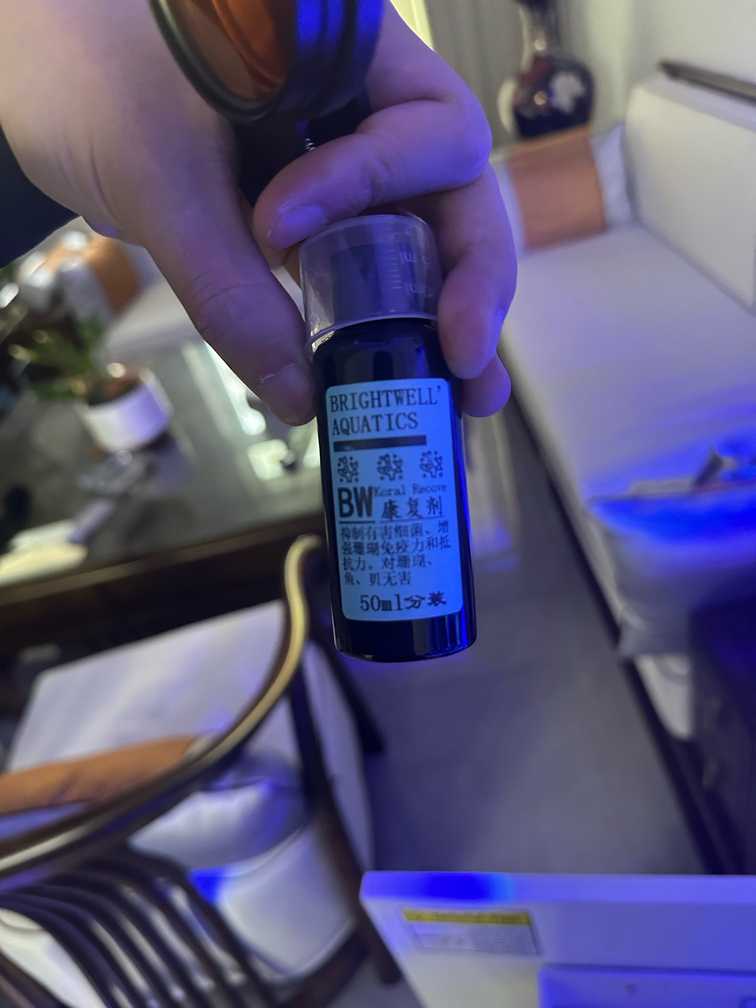 BRIGHTWELL'
AQUATICS
Koral Recove
BW 康复剂
抑制有害细菌、增
强珊瑚免疫力和抵
抗力。对珊瑚、
鱼、贝无害
50ml分装